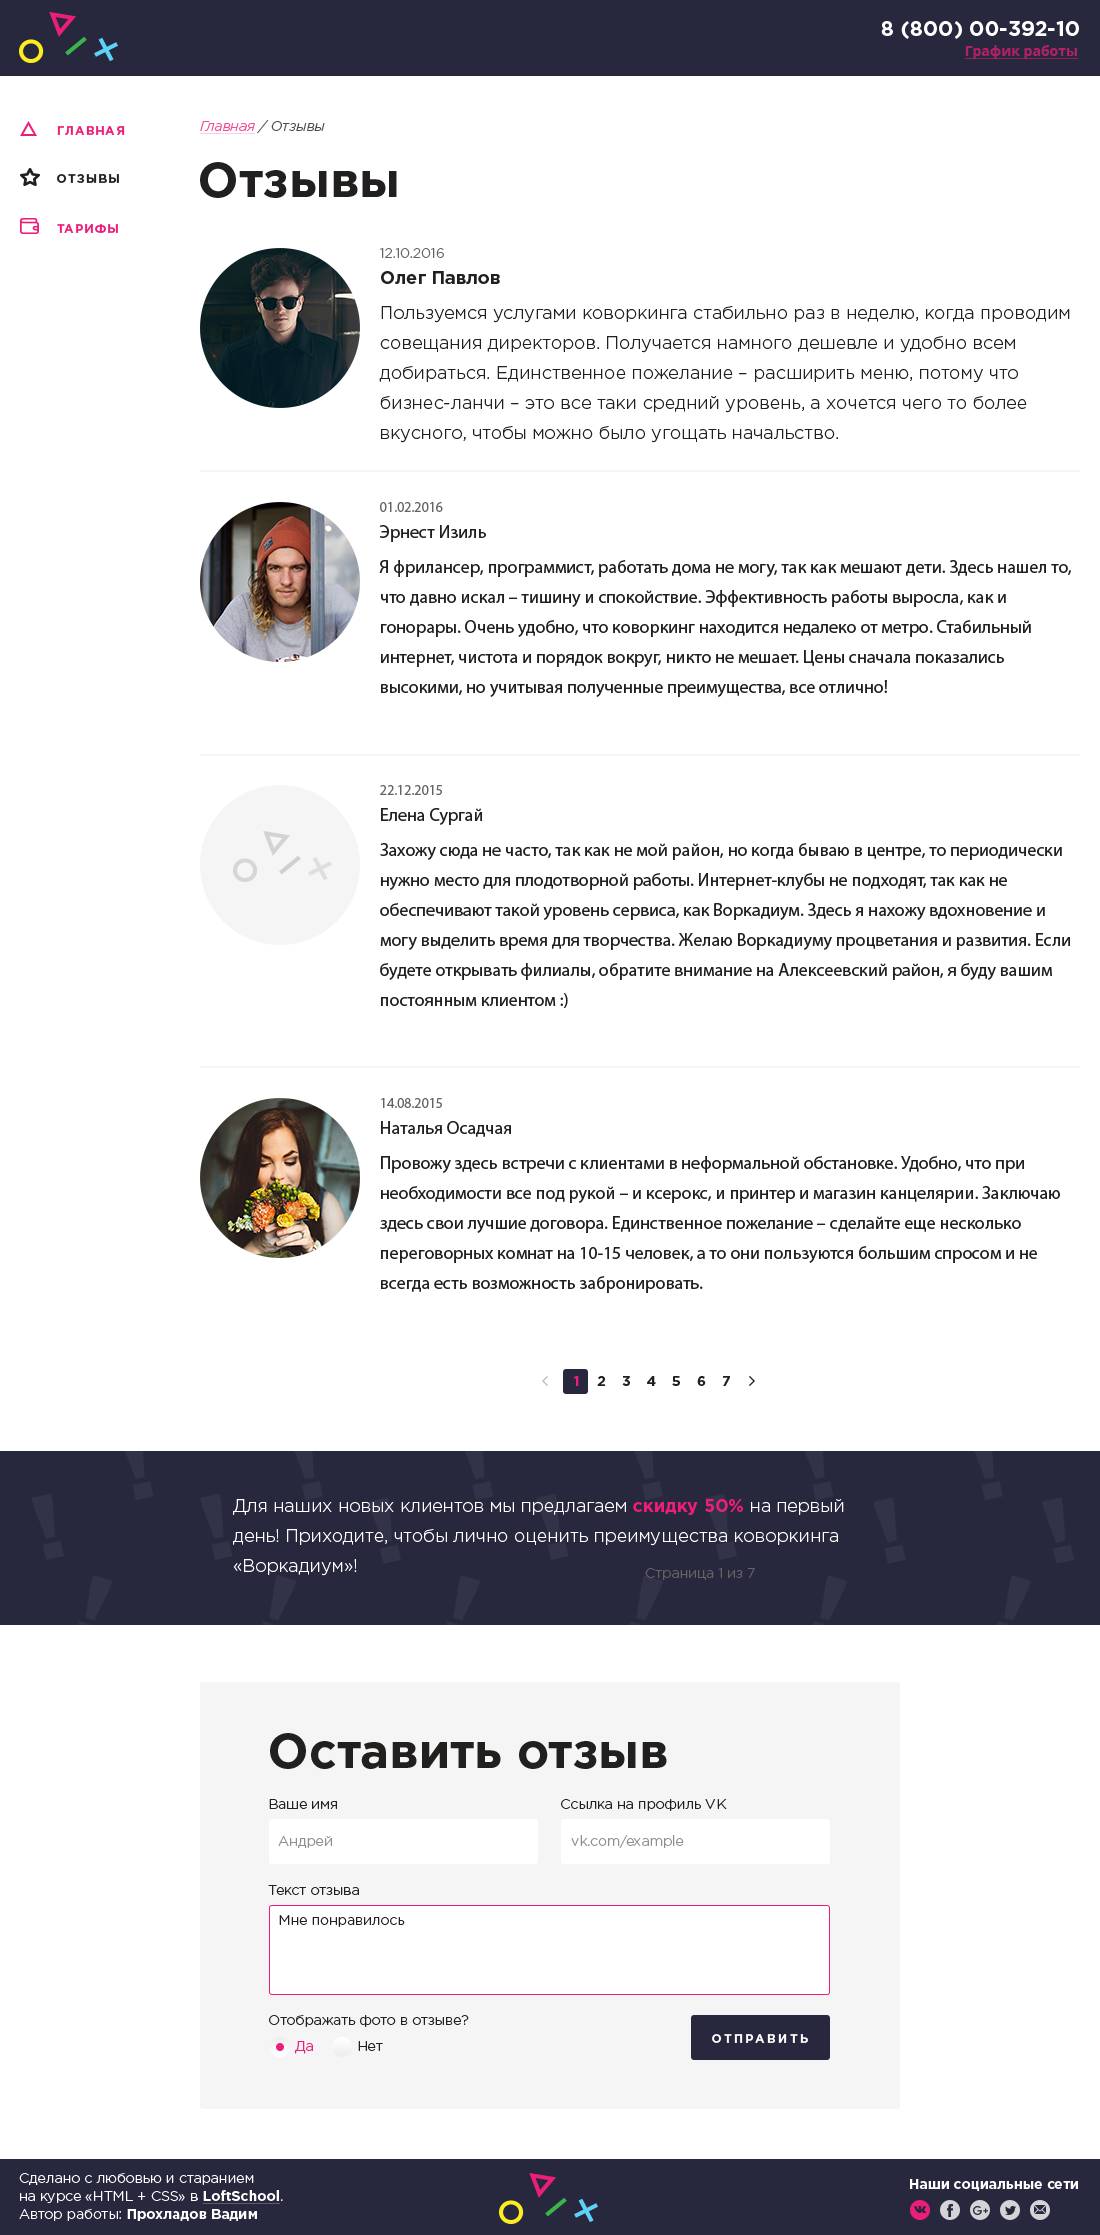 8 (800) 00-392-10
График работы
ГЛАВНАЯ
ОТЗЫВЫ
ТАРИФЫ
Главная / Отзывы
Отзывы
12.10.2016
Олег Павлов
Пользуемся услугами коворкинга стабильно раз в неделю, когда проводим
совещания директоров. Получается намного дешевле и удобно всем
добираться. Единственное пожелание – расширить меню, потому что
бизнес-ланчи – это все таки средний уровень, а хочется чего то более
вкусного, чтобы можно было угощать начальство.
01.02.2016
Эрнест Изиль
Я фрилансер, программист, работать дома не могу, так как мешают дети. Здесь нашел то,
что давно искал – тишину и спокойствие. Эффективность работы выросла, как и
гонорары. Очень удобно, что коворкинг находится недалеко от метро. Стабильный
интернет, чистота и порядок вокруг, никто не мешает. Цены сначала показались
высокими, но учитывая полученные преимущества, все отлично!
22.12.2015
Елена Сургай
Захожу сюда не часто, так как не мой район, но когда бываю в центре, то периодически
нужно место для плодотворной работы. Интернет-клубы не подходят, так как не
обеспечивают такой уровень сервиса, как Воркадиум. Здесь я нахожу вдохновение и
могу выделить время для творчества. Желаю Воркадиуму процветания и развития. Если
будете открывать филиалы, обратите внимание на Алексеевский район, я буду вашим
постоянным клиентом :)
14.08.2015
Наталья Осадчая
Провожу здесь встречи с клиентами в неформальной обстановке. Удобно, что при
необходимости все под рукой – и ксерокс, и принтер и магазин канцелярии. Заключаю
здесь свои лучшие договора. Единственное пожелание – сделайте еще несколько
переговорных комнат на 10-15 человек, а то они пользуются большим спросом и не
всегда есть возможность забронировать.
1 2 3 4 5 6 7
Для наших новых клиентов мы предлагаем скидку 50% на первый
день! Приходите, чтобы лично оценить преимущества коворкинга
«Воркадиум»!
Страница 1 из 7
Оставить отзыв
Ваше имя
Ссылка на профиль VK
Андрей
vk.com/example
Текст отзыва
Мне понравилось
Отображать фото в отзыве?
Да
Нет
ОТПРАВИТЬ
Сделано с любовью и старанием
на курсе «HTML + CSS» в LoftSchool.
Автор работы: Прохладов Вадим
Наши социальные сети